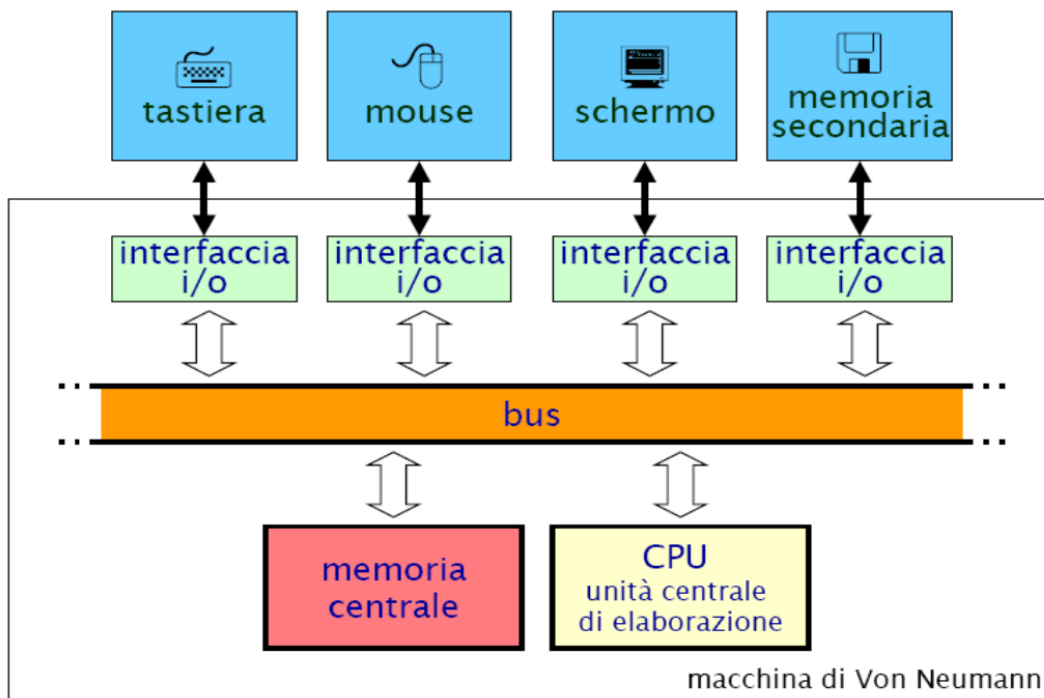 tastiera
mouse
schermo
memoria
secondaria
interfaccia
i/o
interfaccia
i/o
interfaccia
i/o
interfaccia
i/o
bus
memoria
centrale
CPU
unità centrale
di elaborazione
macchina di Von Neumann